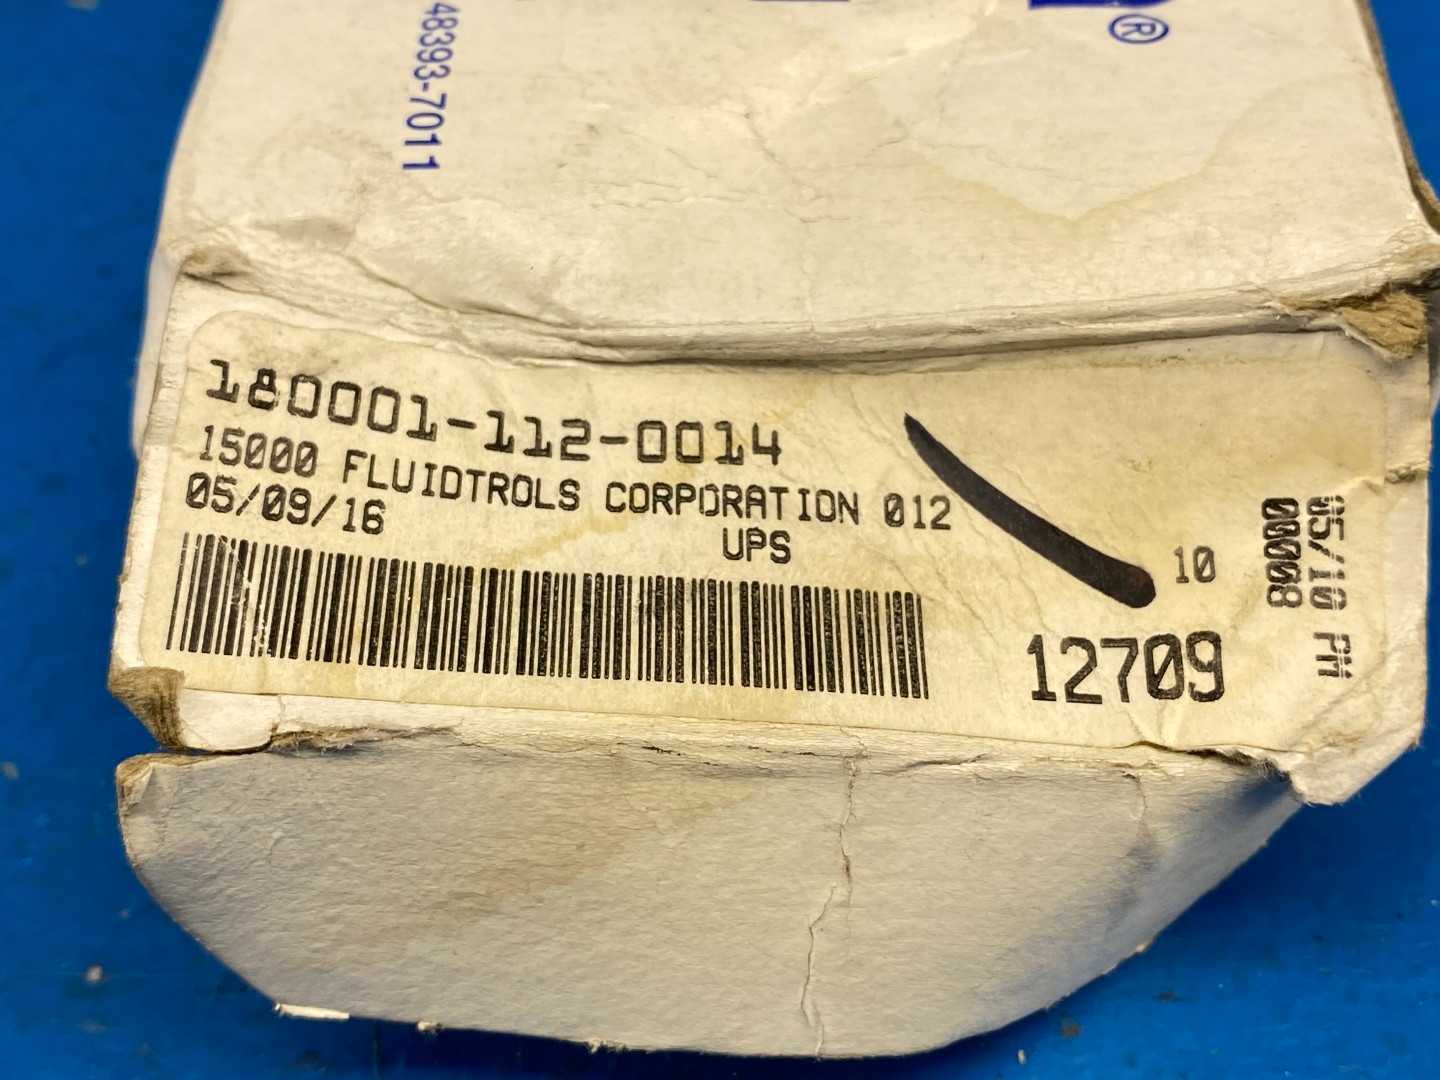 48393-7011
®
180001-112-0014
15000 FLUIDTROLS CORPORATION 012
05/09/16
UPS
10
12709
05/10 PM
00008